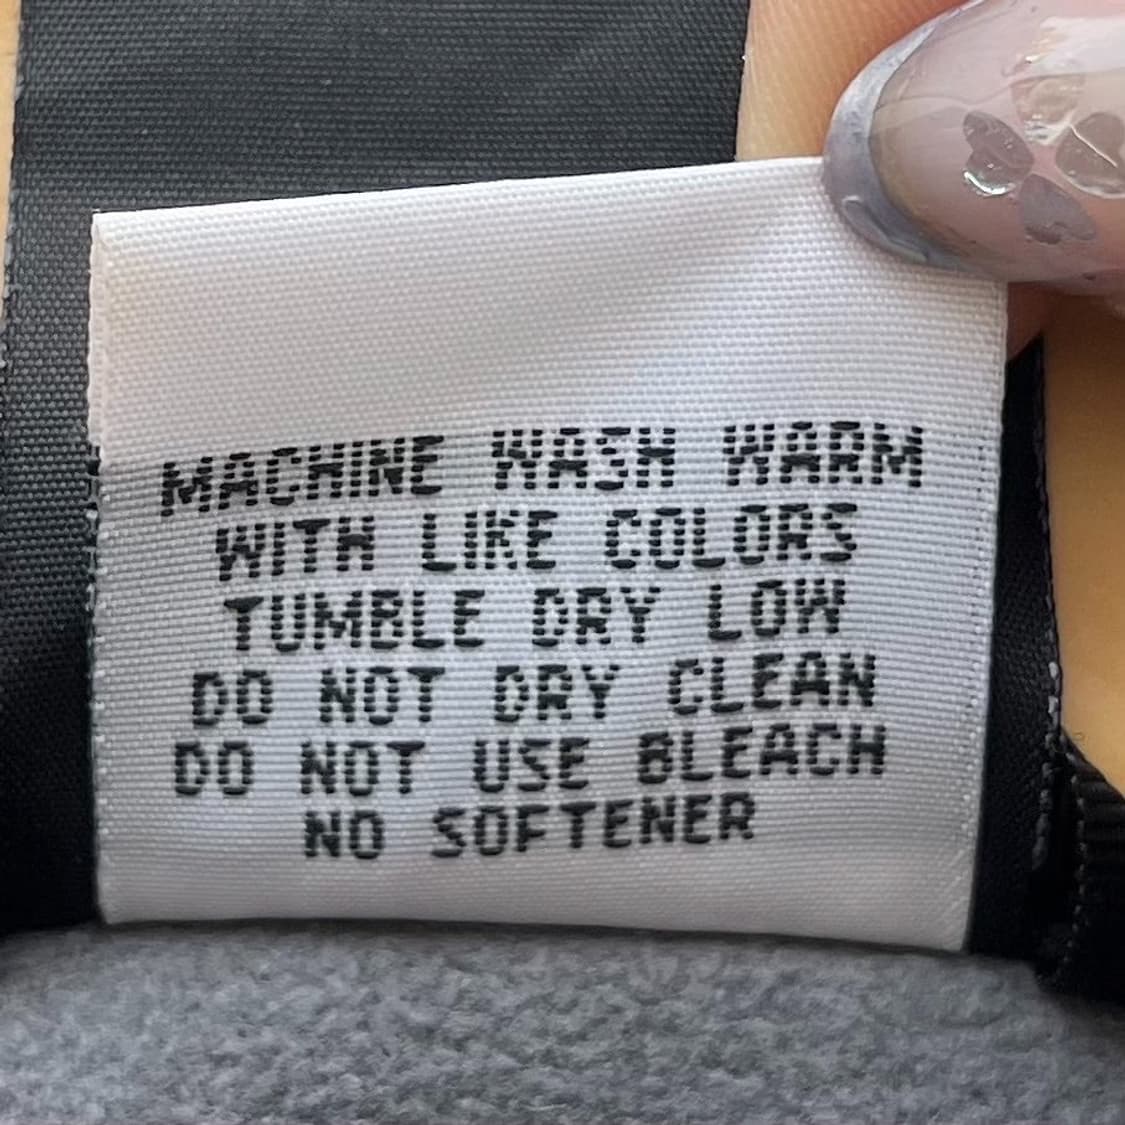 MACHINE WASH WARM
WITH LIKE COLORS
TUMBLE DRY LOW
DO NOT DRY CLEAN
DO NOT USE BLEACH
NO SOFTENER